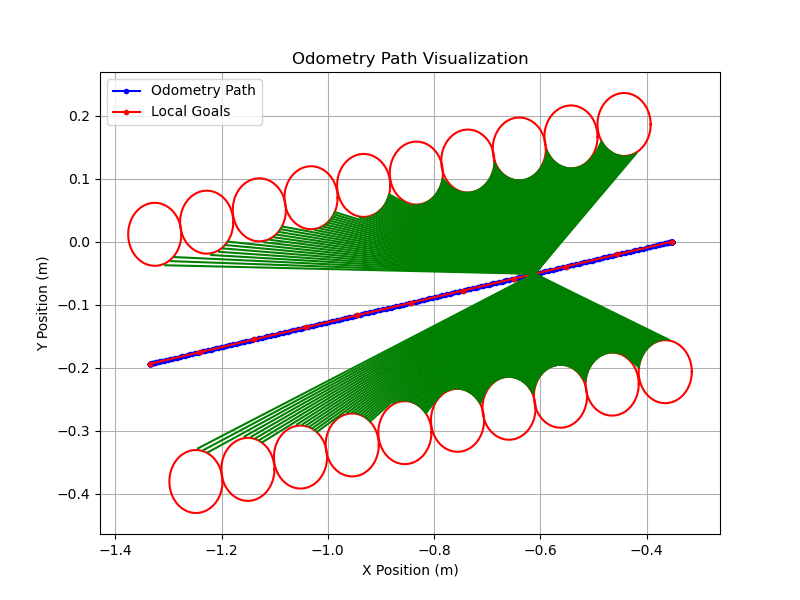 Odometry Path Visualization
Odometry Path
Local Goals
Y Position (m)
0.2
0.1
0.0
−0.1
−0.2
−0.3
−0.4
−1.4
−1.2
−1.0
−0.8
−0.6
−0.4
X Position (m)